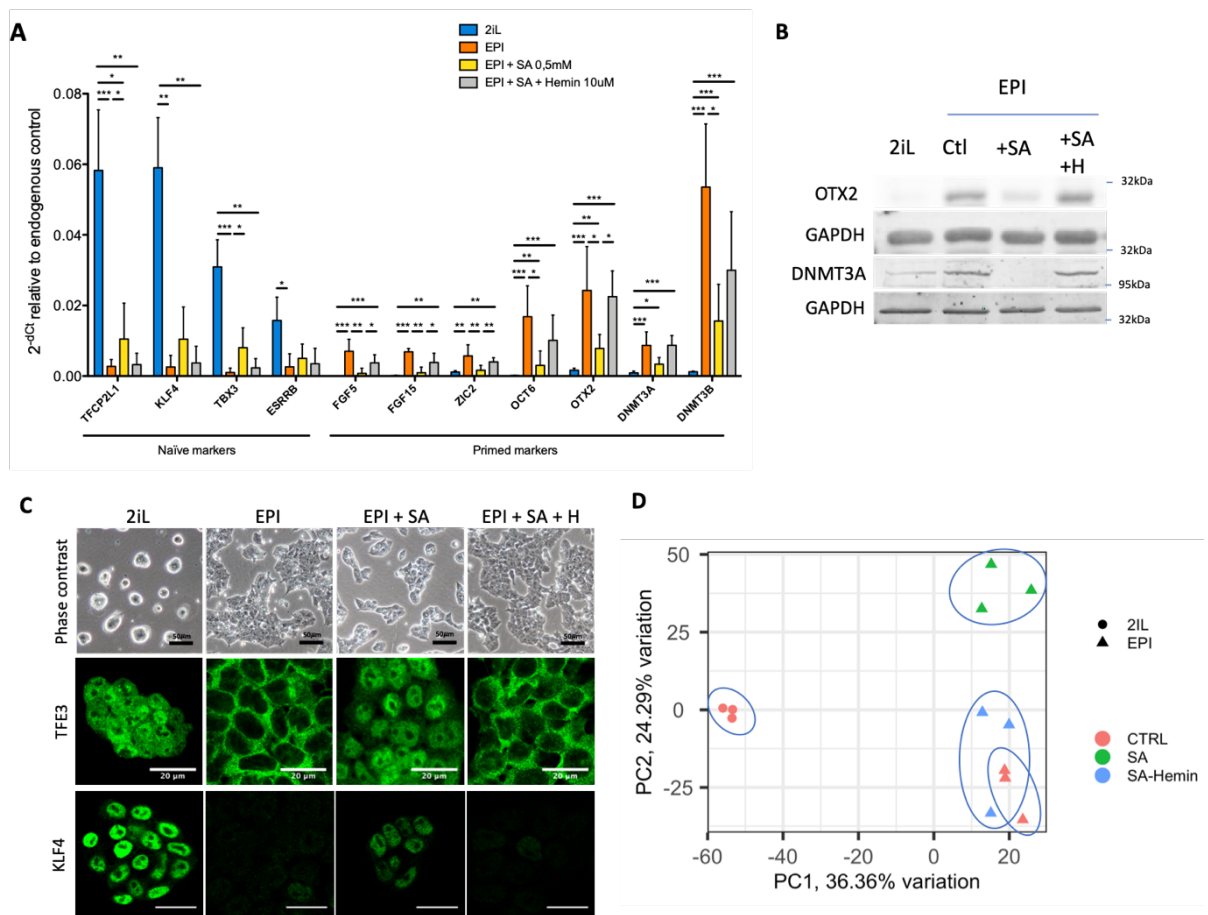 A
2iL
EPI
EPI + SA 0,5mM
EPI + SA + Hemin 10uM
2^-dCt relative to endogenous control
0.08
0.06
0.04
0.02
0.00
** * *** *
** **
** *** *
*
*** *** ** *
** *** ** *
** ** ** **
*** ** *** *
*** ** *** * *
*** * ***
*** *** *** *
TFCP2L1
KLF4
TBX3
ESRRB
FGF5
FGF15
ZIC2
OCT6
OTX2
DNMT3A
DNMT3B
Naïve markers
Primed markers
B
EPI
2iL
Ctl
+SA
+SA
+H
OTX2
32kDa
GAPDH
32kDa
DNMT3A
95kDa
GAPDH
32kDa
C
2iL
EPI
EPI + SA
EPI + SA + H
Phase contrast
50µm
50µm
50µm
50µm
TFE3
20 µm
20 µm
20 µm
20 µm
KLF4
D
50
25
0
-25
PC2, 24.29% variation
-60
-40
-20
0
20
PC1, 36.36% variation
2IL
EPI
CTRL
SA
SA-Hemin